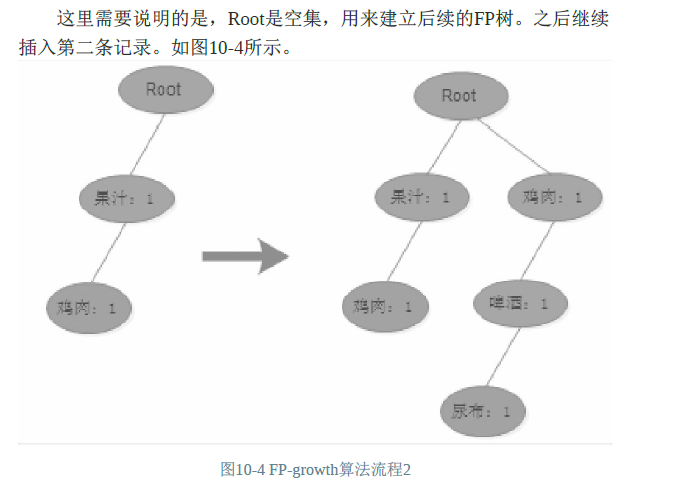 这里需要说明的是，Root是空集，用来建立后续的FP树。之后继续
插入第二条记录。如图10-4所示。
Root
果汁：1
鸡肉：1
Root
果汁：1
鸡肉：1
鸡肉：1
啤酒：1
尿布：1
图10-4 FP-growth算法流程2